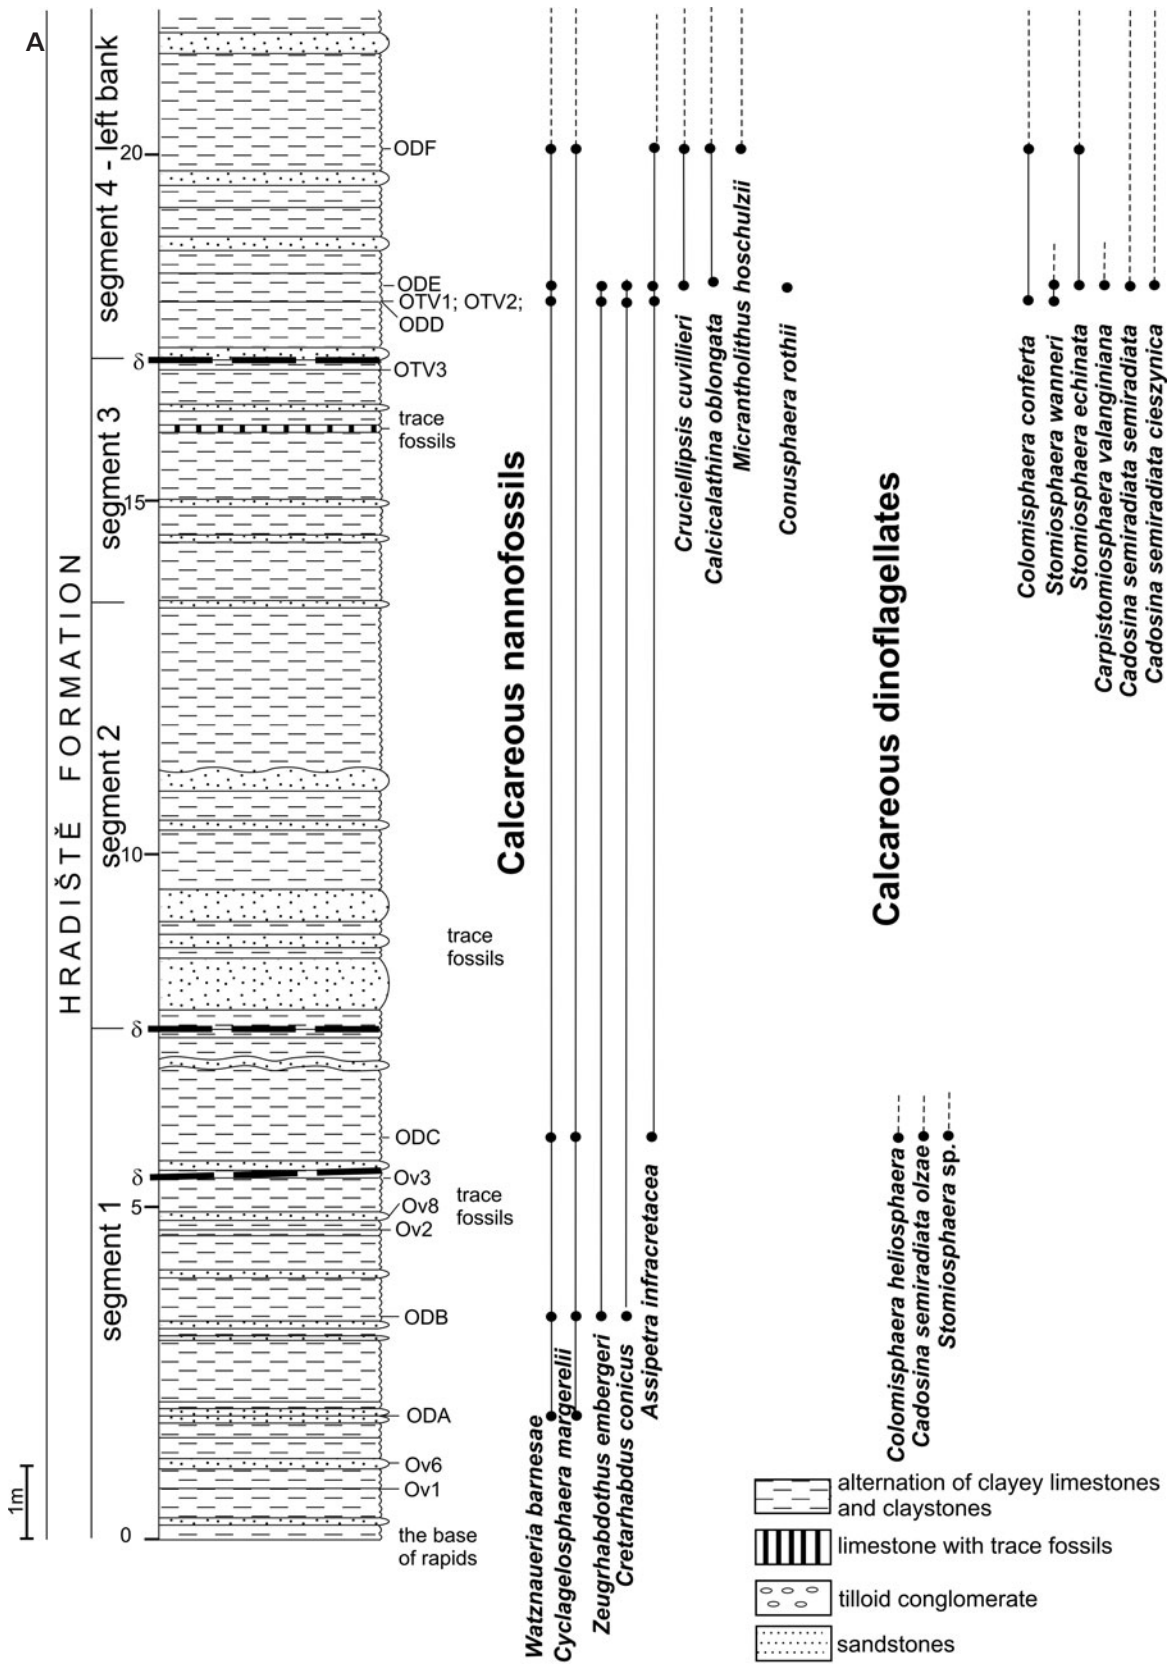 A
HRADIŠTĚ FORMATION
segment 4 - left bank
segment 3
segment 2
segment 1
20
15
10
5
0
1m
δ
δ
δ
ODF
ODE
OTV1; OTV2;
ODD
OTV3
trace
fossils
trace
fossils
ODC
Ov3
Ov8
trace
fossils
Ov2
ODB
ODA
Ov6
Ov1
the base
of rapids
Calcareous nannofossils
Watznaueria barnesae
Cyclagelosphaera margerelii
Zeugrhabdothus embergeri
Cretarhabdus conicus
Assipetra infracretacea
Cruciellipsis cuvillieri
Calcicalathina oblongata
Micrantholithus hoschulzii
Conusphaera rothii
Calcareous dinoflagellates
Colomisphaera heliosphaera
Cadosina semiradiata olzae
Stomiosphaera sp.
Colomisphaera conferta
Stomiosphaera wanneri
Stomiosphaera echinata
Carpistomiosphaera valanginiana
Cadosina semiradiata semiradiata
Cadosina semiradiata cieszynica
alternation of clayey limestones
and claystones
limestone with trace fossils
tilloid conglomerate
sandstones